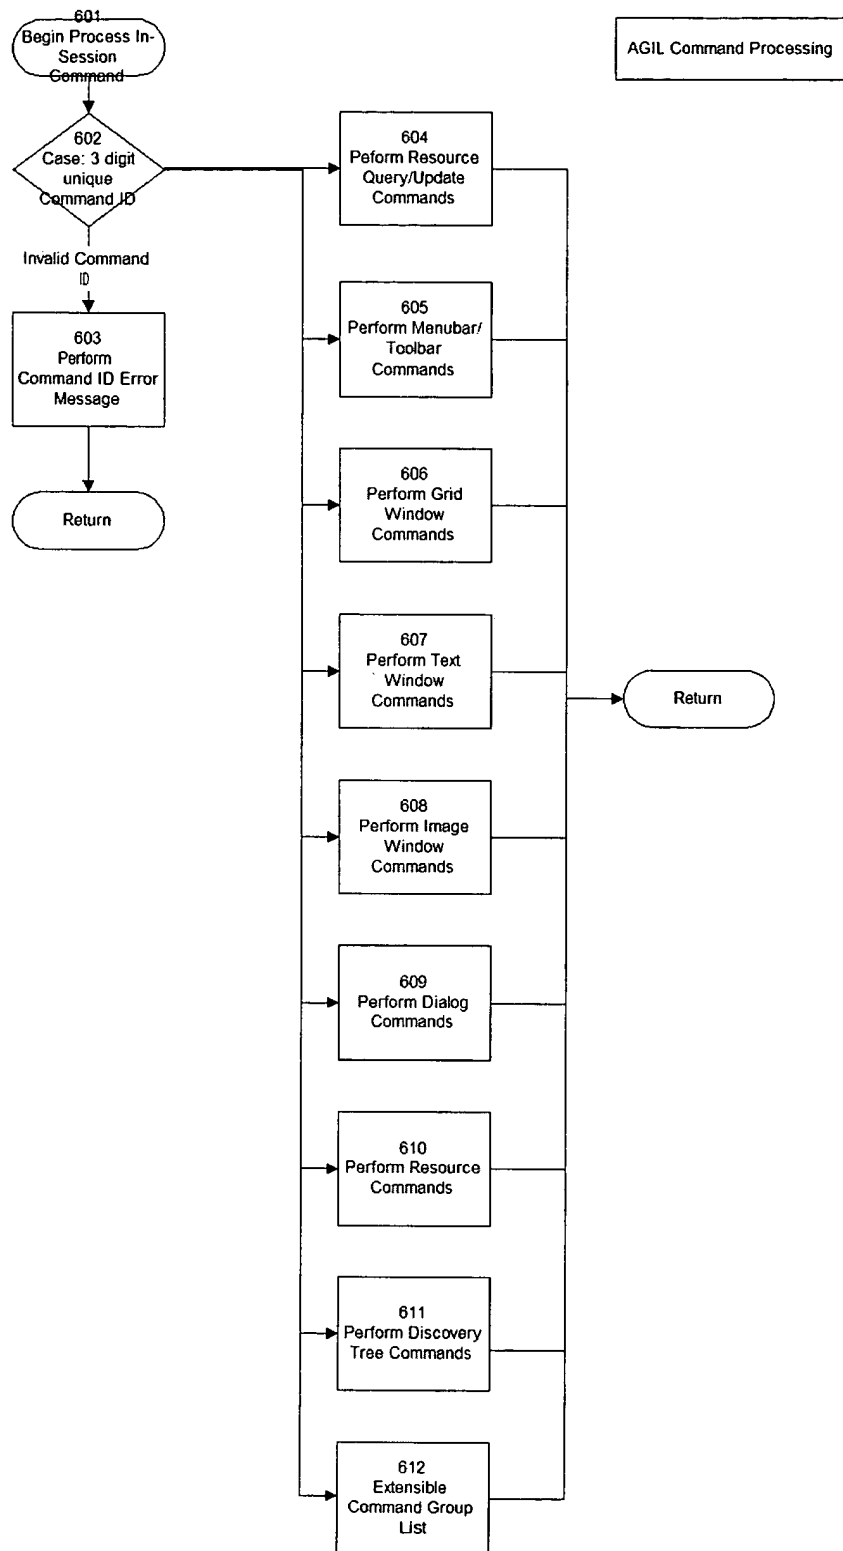 601
Begin Process In-
Session
Command
AGIL Command Processing
602
Case: 3 digit
unique
Command ID
Invalid Command
ID
603
Perform
Command ID Error
Message
Return
604
Peform Resource
Query/Update
Commands
605
Perform Menubar/
Toolbar
Commands
606
Perform Grid
Window
Commands
607
Perform Text
Window
Commands
608
Perform Image
Window
Commands
609
Perform Dialog
Commands
610
Perform Resource
Commands
611
Perform Discovery
Tree Commands
612
Extensible
Command Group
List
Return